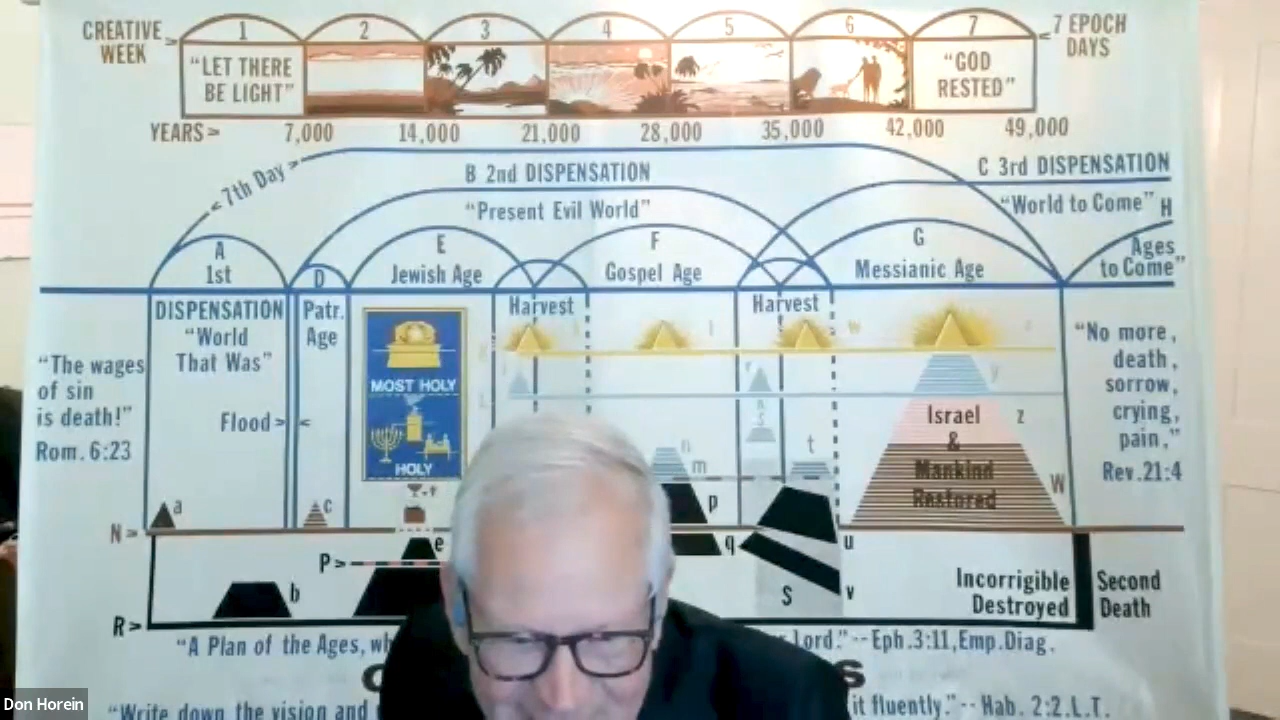 CREATIVE WEEK > 1 2 3 4 5 6 7 < 7 EPOCH DAYS
"LET THERE BE LIGHT"
"GOD RESTED"
YEARS > 7,000 14,000 21,000 28,000 35,000 42,000 49,000
< 7th Day >
B 2nd DISPENSATION
C 3rd DISPENSATION
"Present Evil World"
"World to Come" H
A
1st
D
E
Jewish Age
F
Gospel Age
G
Messianic Age
Ages to Come"
DISPENSATION
"World That Was"
Patr. Age
Harvest
Harvest
"The wages of sin is death!"
Rom. 6:23
Flood > <
MOST HOLY
HOLY
Israel & Mankind Restored
"No more, death, sorrow, crying, pain,"
Rev.21:4
w
y
z
W
n
m
r
t
a
c
p
N >
e
q
u
P >
b
S
v
R >
Incorrigible Destroyed
Second Death
"A Plan of the Ages,
Lord." -- Eph.3:11, Emp.Diag.
S
"Write down the vision and
it fluently." -- Hab. 2:2.L.T.
Don Horein